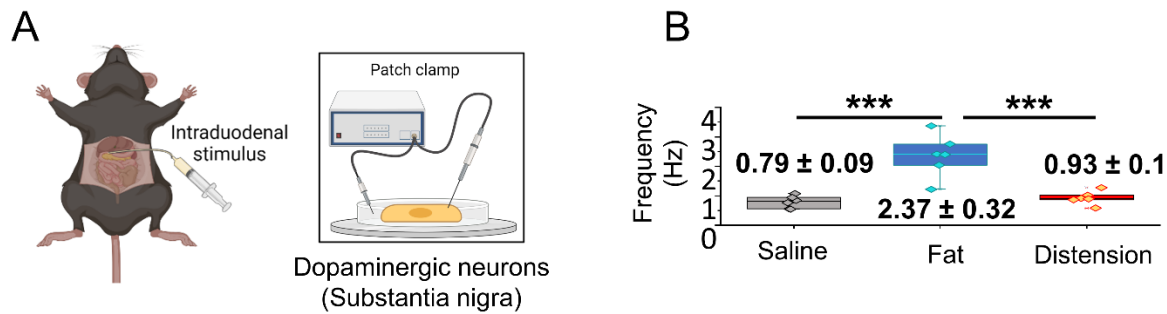 A
Intraduodenal
stimulus
Patch clamp
Dopaminergic neurons
(Substantia nigra)
B
Frequency
(Hz)
4
3
2
1
0
***
***
0.79 ± 0.09
2.37 ± 0.32
0.93 ± 0.1
Saline
Fat
Distension